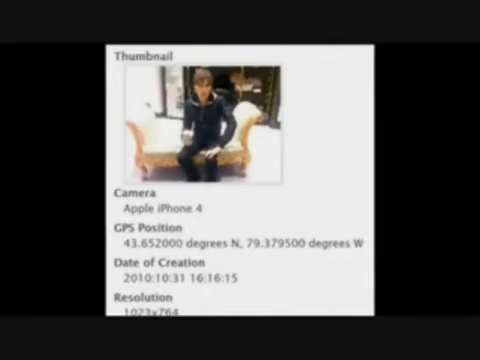 Thumbnail
Camera
Apple iPhone 4
GPS Position
43.652000 degrees N, 79.379500 degrees W
Date of Creation
2010:10:31 16:16:15
Resolution
1023x764